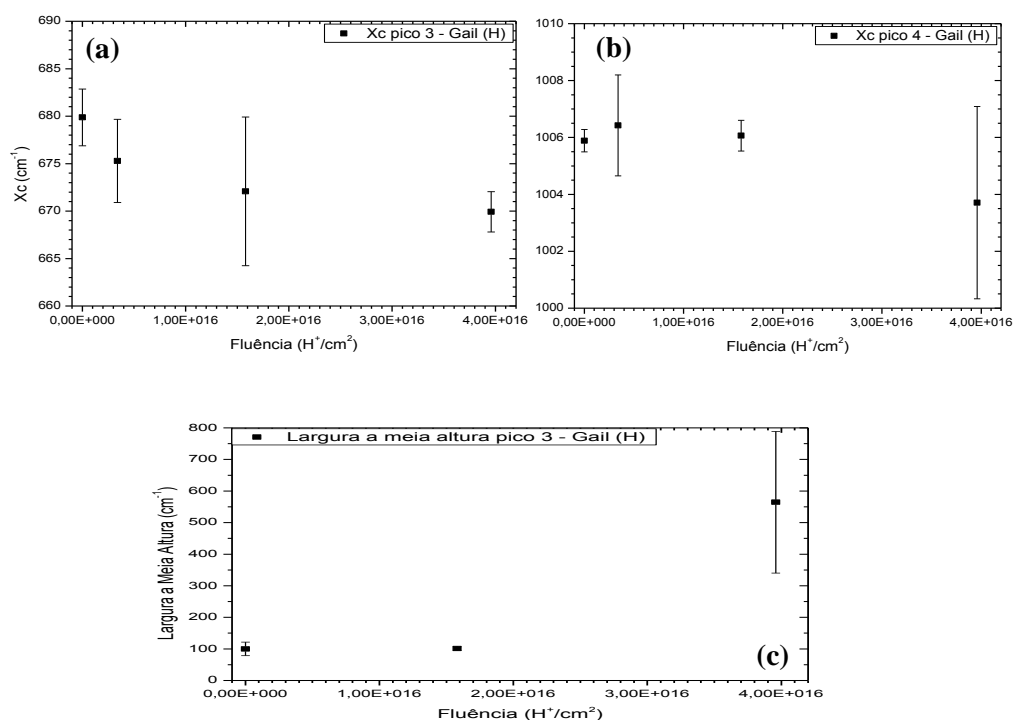 (a)
Xc pico 3 - Gail (H)
690
685
680
675
670
665
660
Xc (cm-1)
0,00E+000 1,00E+016 2,00E+016 3,00E+016 4,00E+016
Fluência (H+/cm2)
(b)
Xc pico 4 - Gail (H)
1010
1008
1006
1004
1002
1000
0,00E+000 1,00E+016 2,00E+016 3,00E+016 4,00E+016
Fluência (H+/cm2)
Largura a meia altura pico 3 - Gail (H)
800
700
600
500
400
300
200
100
0
Largura a Meia Altura (cm-1)
(c)
0,00E+000 1,00E+016 2,00E+016 3,00E+016 4,00E+016
Fluência (H+/cm2)